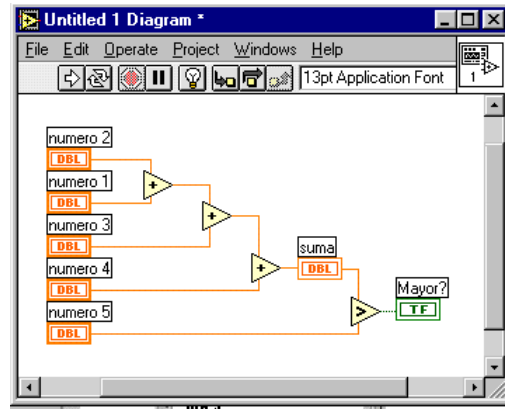 Untitled 1 Diagram *
File Edit Operate Project Windows Help
13pt Application Font
1
numero 2
DBL
numero 1
DBL
+
numero 3
+
DBL
numero 4
+
suma
DBL
DBL
Mayor?
numero 5
>
TF
DBL